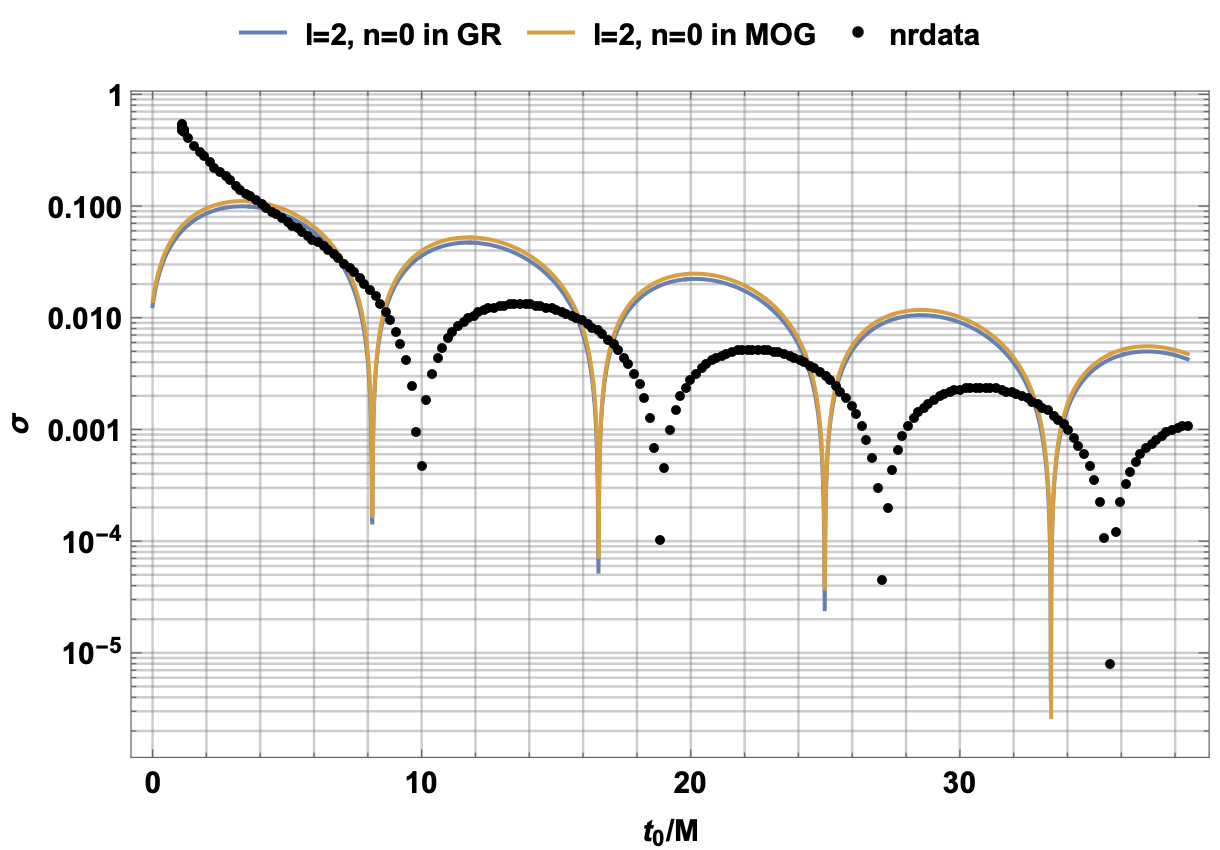 l=2, n=0 in GR l=2, n=0 in MOG nrdata
1
0.100
0.010
0.001
10⁻⁴
10⁻⁵
σ
0 10 20 30
t₀/M